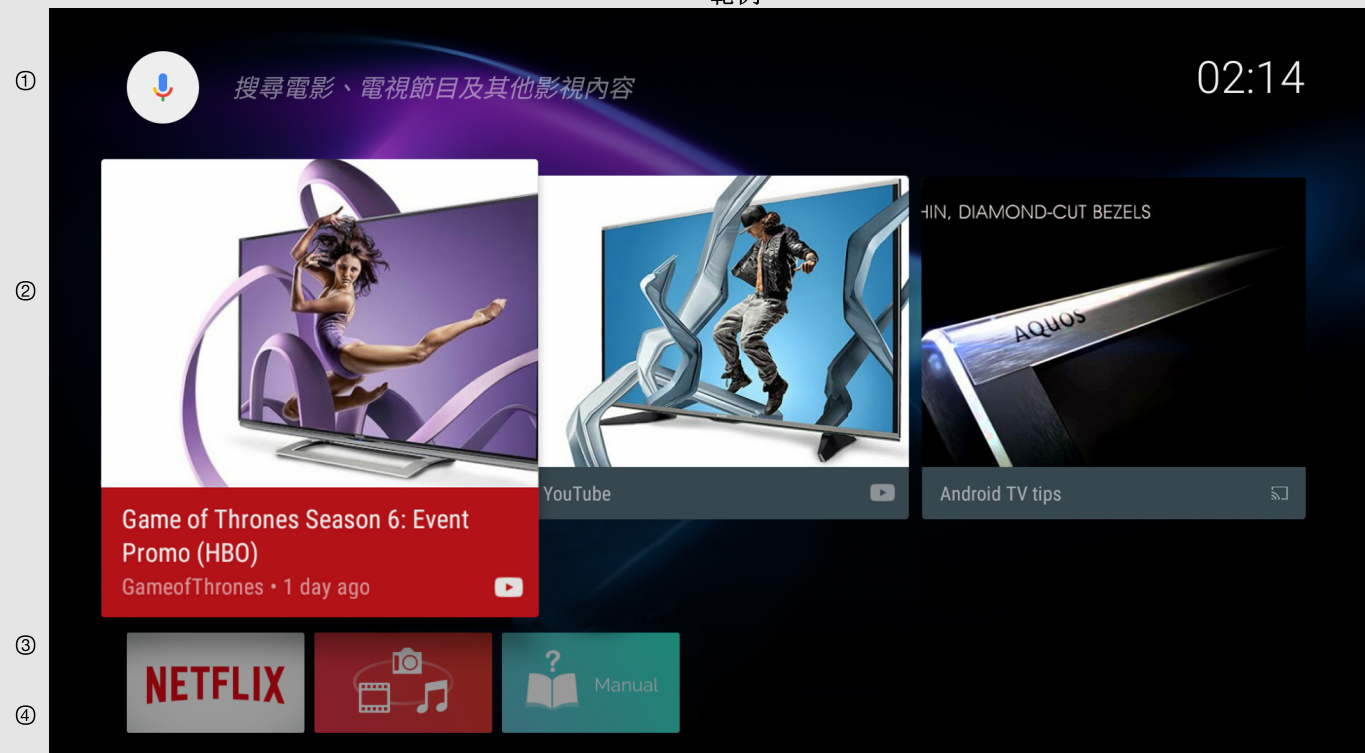 ①
搜尋電影、電視節目及其他影視內容
02:14
②
HIN, DIAMOND-CUT BEZELS
AQUOS
Game of Thrones Season 6: Event
Promo (HBO)
GameofThrones • 1 day ago
YouTube
Android TV tips
③
NETFLIX
?
Manual
④